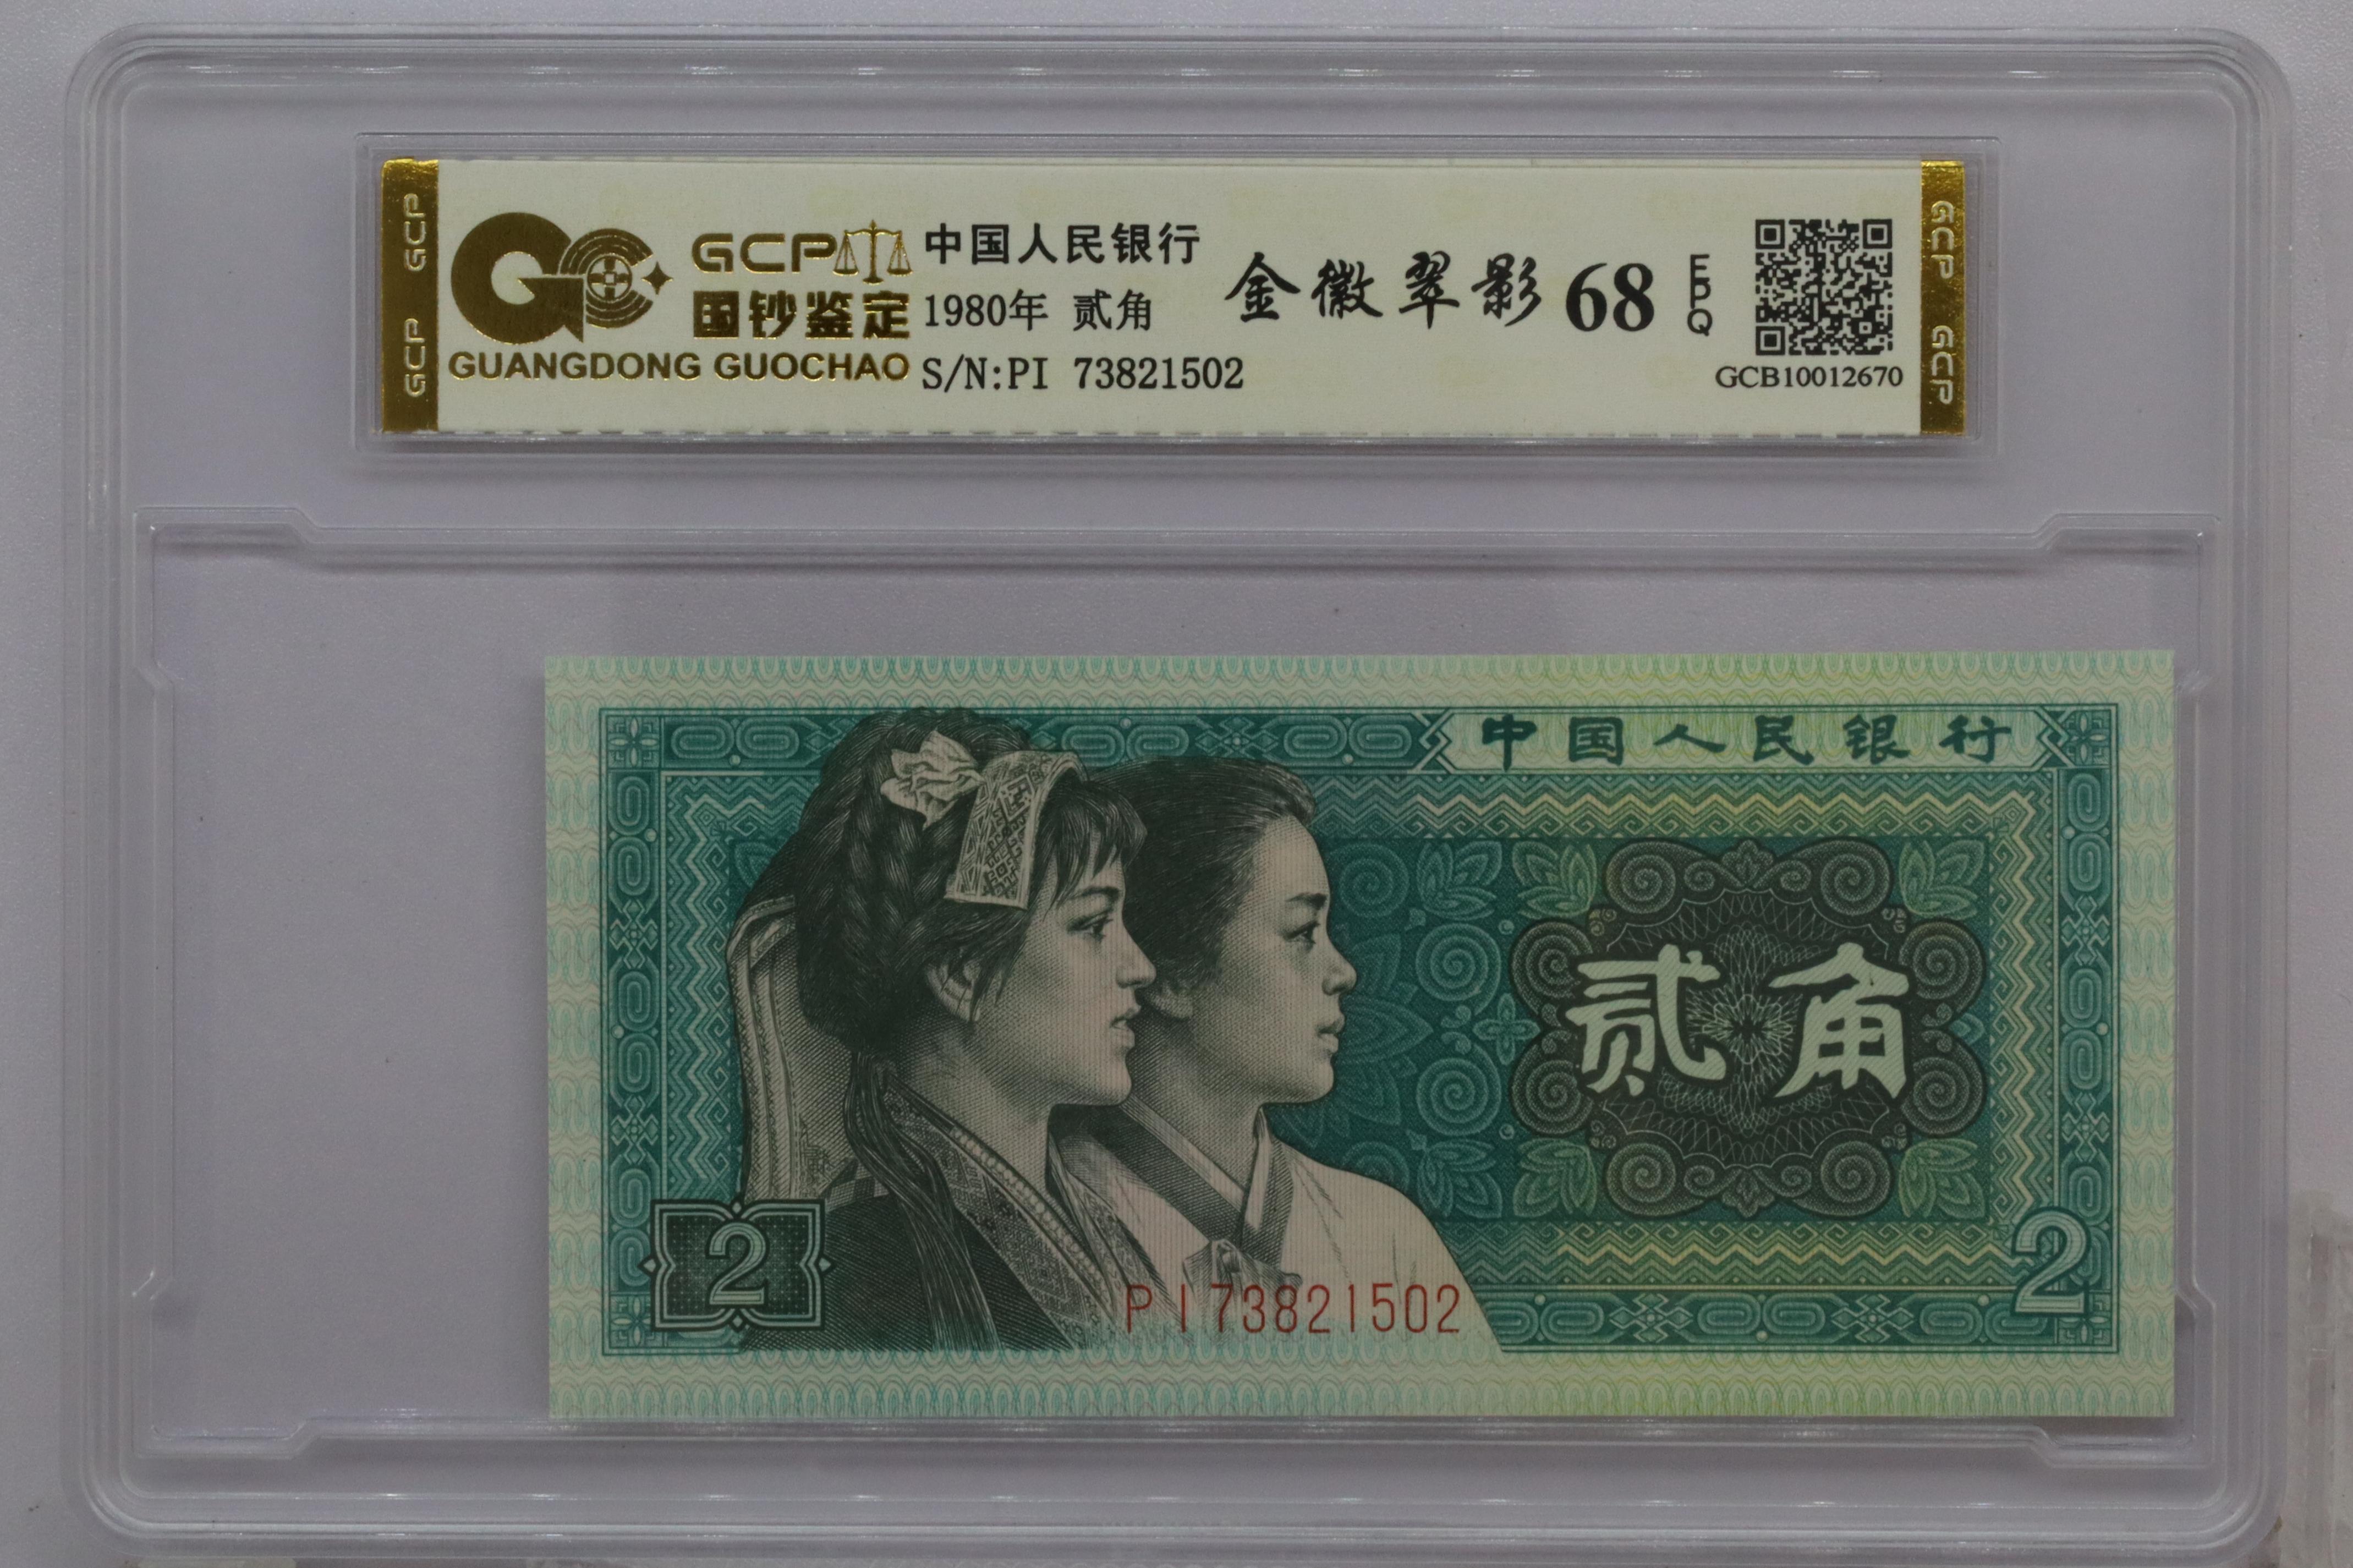 GCP GCP
GCP
国钞鉴定
GUANGDONG GUOCHAO
中国人民银行
1980年 贰角
S/N:PI 73821502
金徽翠影 68 EPQ
GCB10012670
GCP GCP
中国人民银行
贰角
2
2
PI73821502